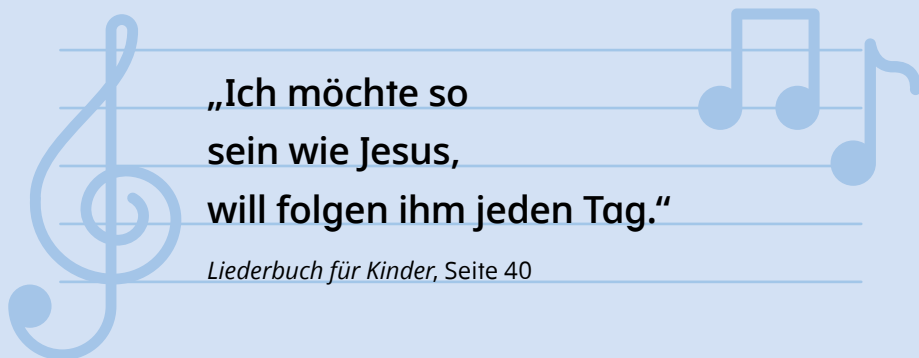 „Ich möchte so
sein wie Jesus,
will folgen ihm jeden Tag.“
Liederbuch für Kinder, Seite 40